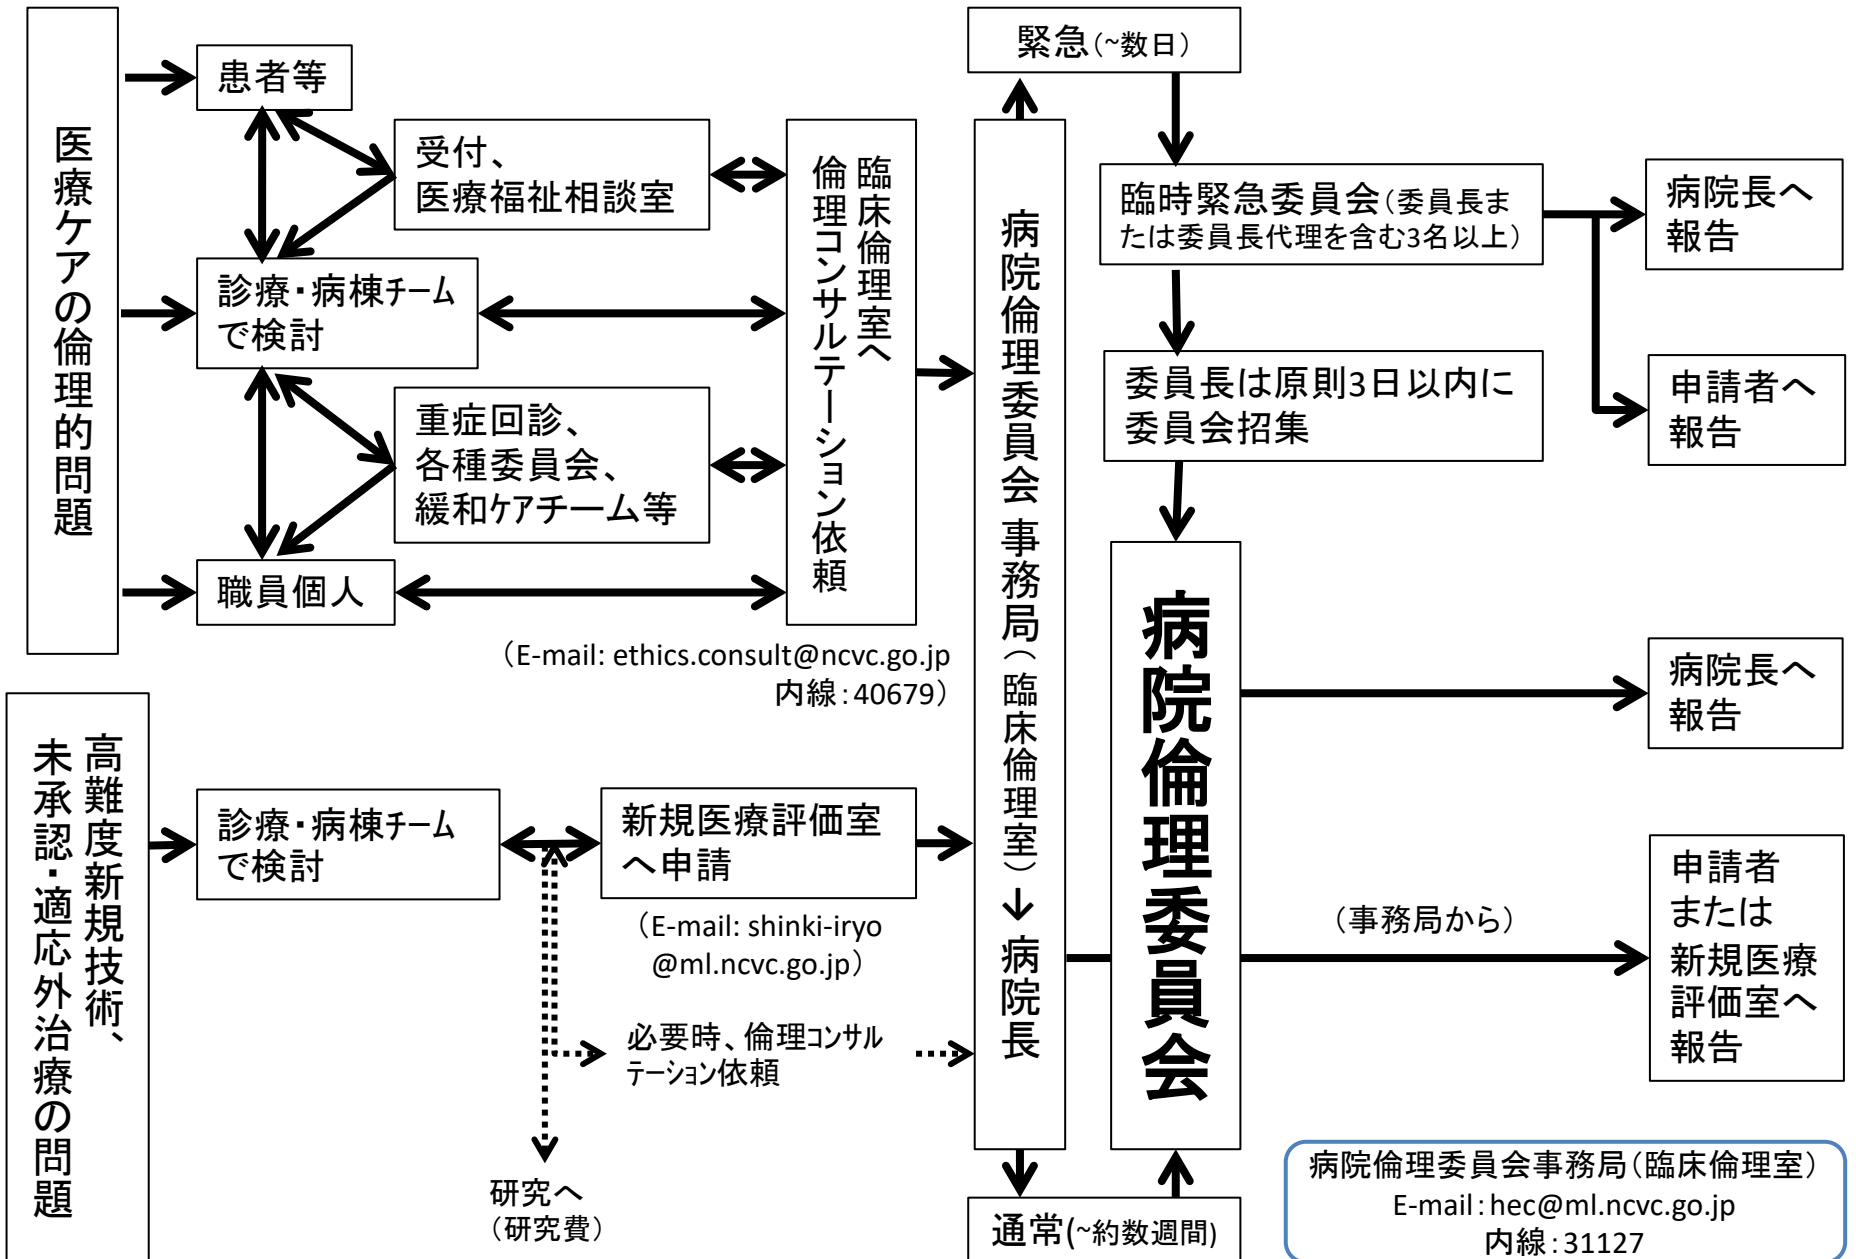 医療ケアの倫理的問題
患者等
受付、
医療福祉相談室
診療・病棟チーム
で検討
重症回診、
各種委員会、
緩和ケアチーム等
職員個人
臨床倫理室へ
倫理コンサルテーション依頼
（E-mail: ethics.consult@ncvc.go.jp
内線：40679）
高難度新規技術、
未承認・適応外治療の問題
診療・病棟チーム
で検討
新規医療評価室
へ申請
（E-mail: shinki-iryo
@ml.ncvc.go.jp）
必要時、倫理コンサル
テーション依頼
研究へ
（研究費）
病院倫理委員会 事務局（臨床倫理室）↓ 病院長
緊急（~数日）
臨時緊急委員会（委員長ま
たは委員長代理を含む3名以上）
委員長は原則3日以内に
委員会招集
病院長へ
報告
申請者へ
報告
病院倫理委員会
通常(~約数週間)
病院長へ
報告
（事務局から）
申請者
または
新規医療
評価室へ
報告
病院倫理委員会事務局（臨床倫理室）
E-mail：hec@ml.ncvc.go.jp
内線：31127